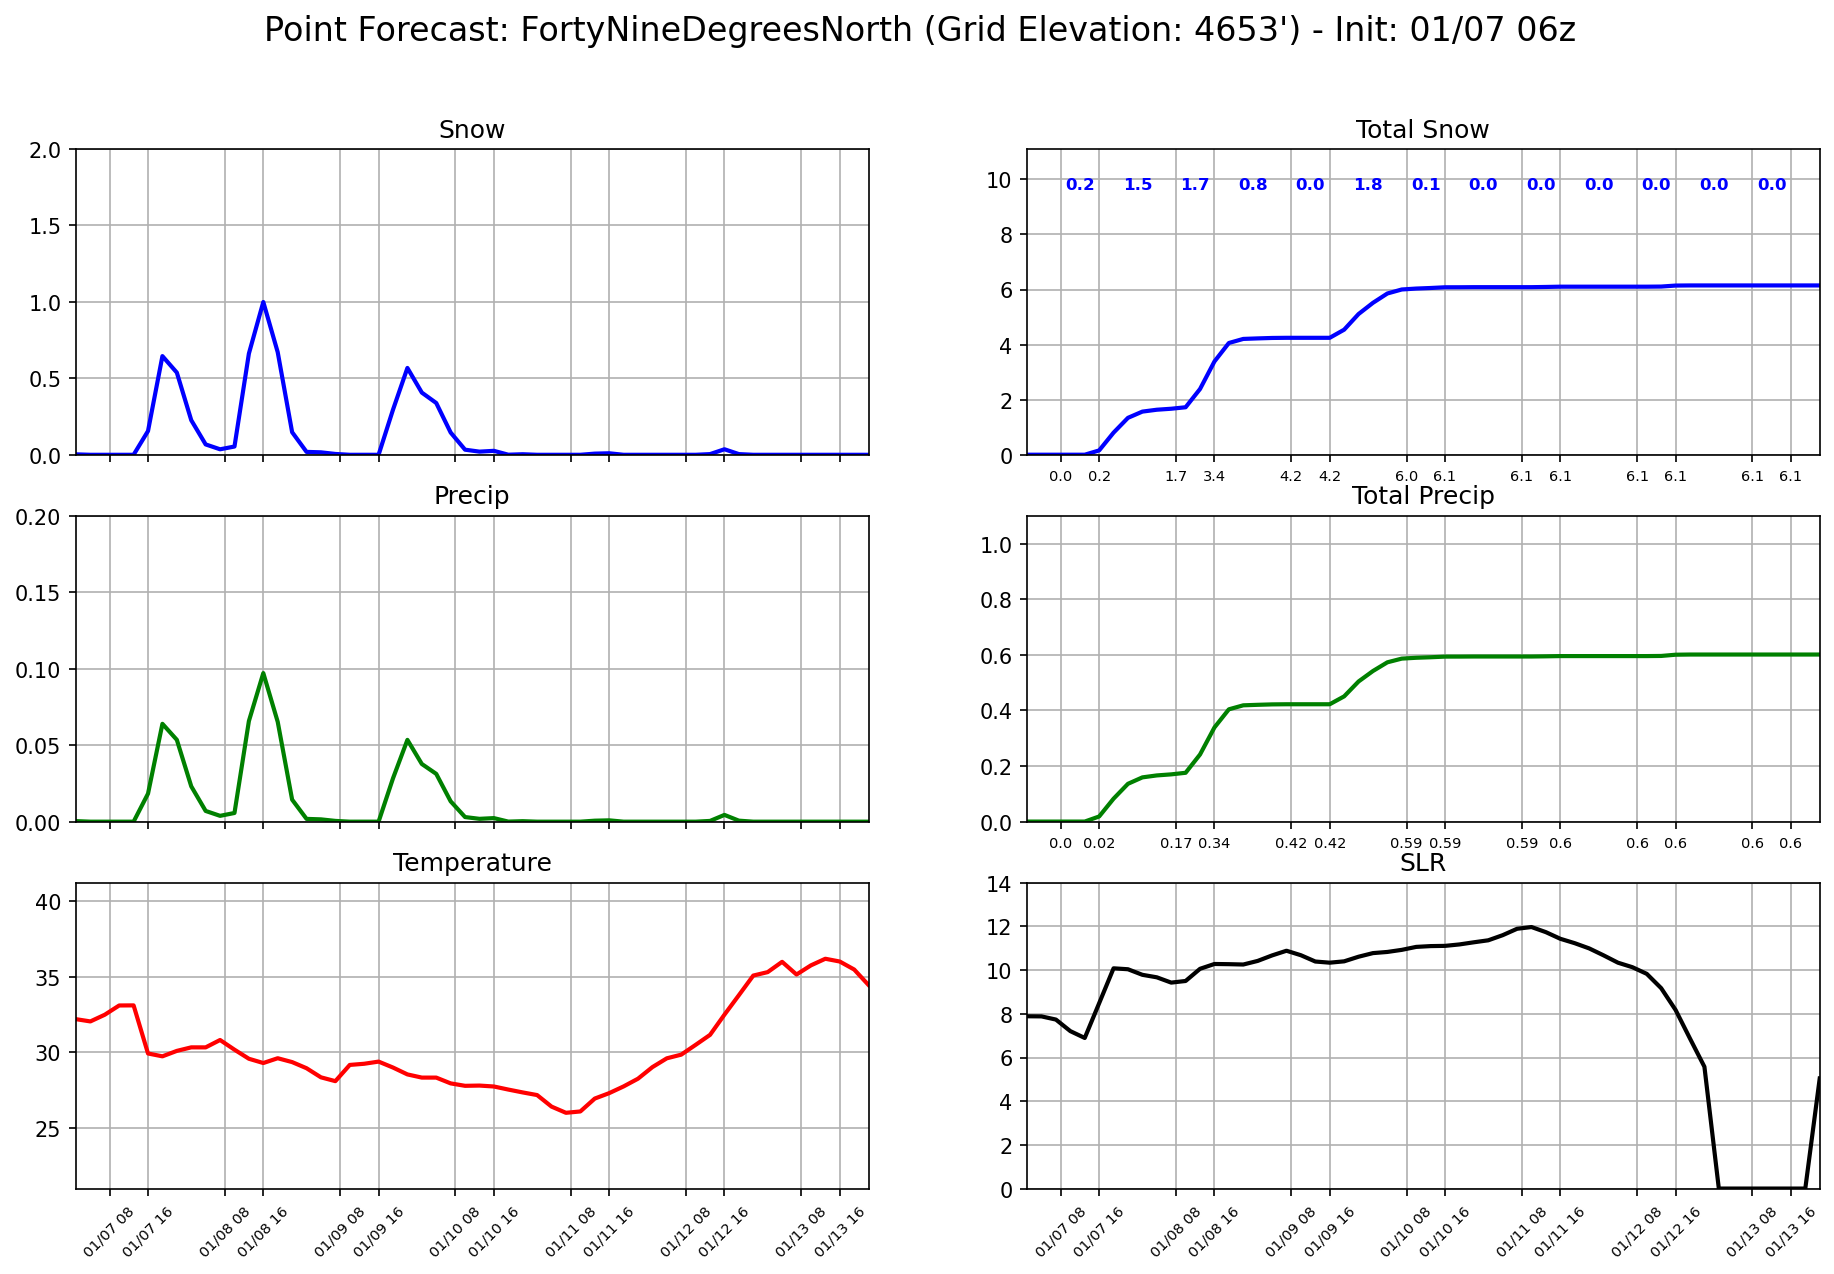 Point Forecast: FortyNineDegreesNorth (Grid Elevation: 4653') - Init: 01/07 06z
Snow
2.0
1.5
1.0
0.5
0.0
Total Snow
10
8
6
4
2
0
0.2 1.5 1.7 0.8 0.0 1.8 0.1 0.0 0.0 0.0 0.0 0.0 0.0
0.0 0.2 1.7 3.4 4.2 4.2 6.0 6.1 6.1 6.1 6.1 6.1 6.1 6.1
Precip
0.20
0.15
0.10
0.05
0.00
Total Precip
1.0
0.8
0.6
0.4
0.2
0.0
0.0 0.02 0.17 0.34 0.42 0.42 0.59 0.59 0.59 0.6 0.6 0.6 0.6 0.6
Temperature
40
35
30
25
01/07 08 01/07 16 01/08 08 01/08 16 01/09 08 01/09 16 01/10 08 01/10 16 01/11 08 01/11 16 01/12 08 01/12 16 01/13 08 01/13 16
SLR
14
12
10
8
6
4
2
0
01/07 08 01/07 16 01/08 08 01/08 16 01/09 08 01/09 16 01/10 08 01/10 16 01/11 08 01/11 16 01/12 08 01/12 16 01/13 08 01/13 16